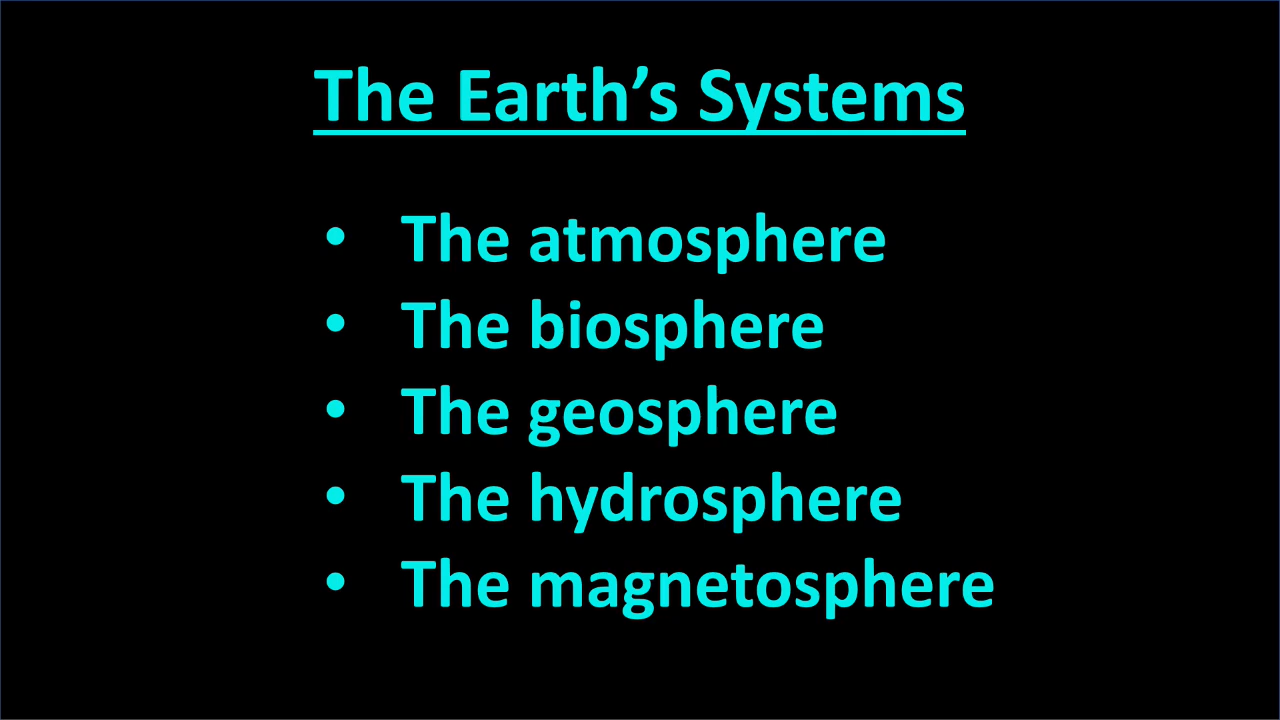 The Earth’s Systems
• The atmosphere
• The biosphere
• The geosphere
• The hydrosphere
• The magnetosphere